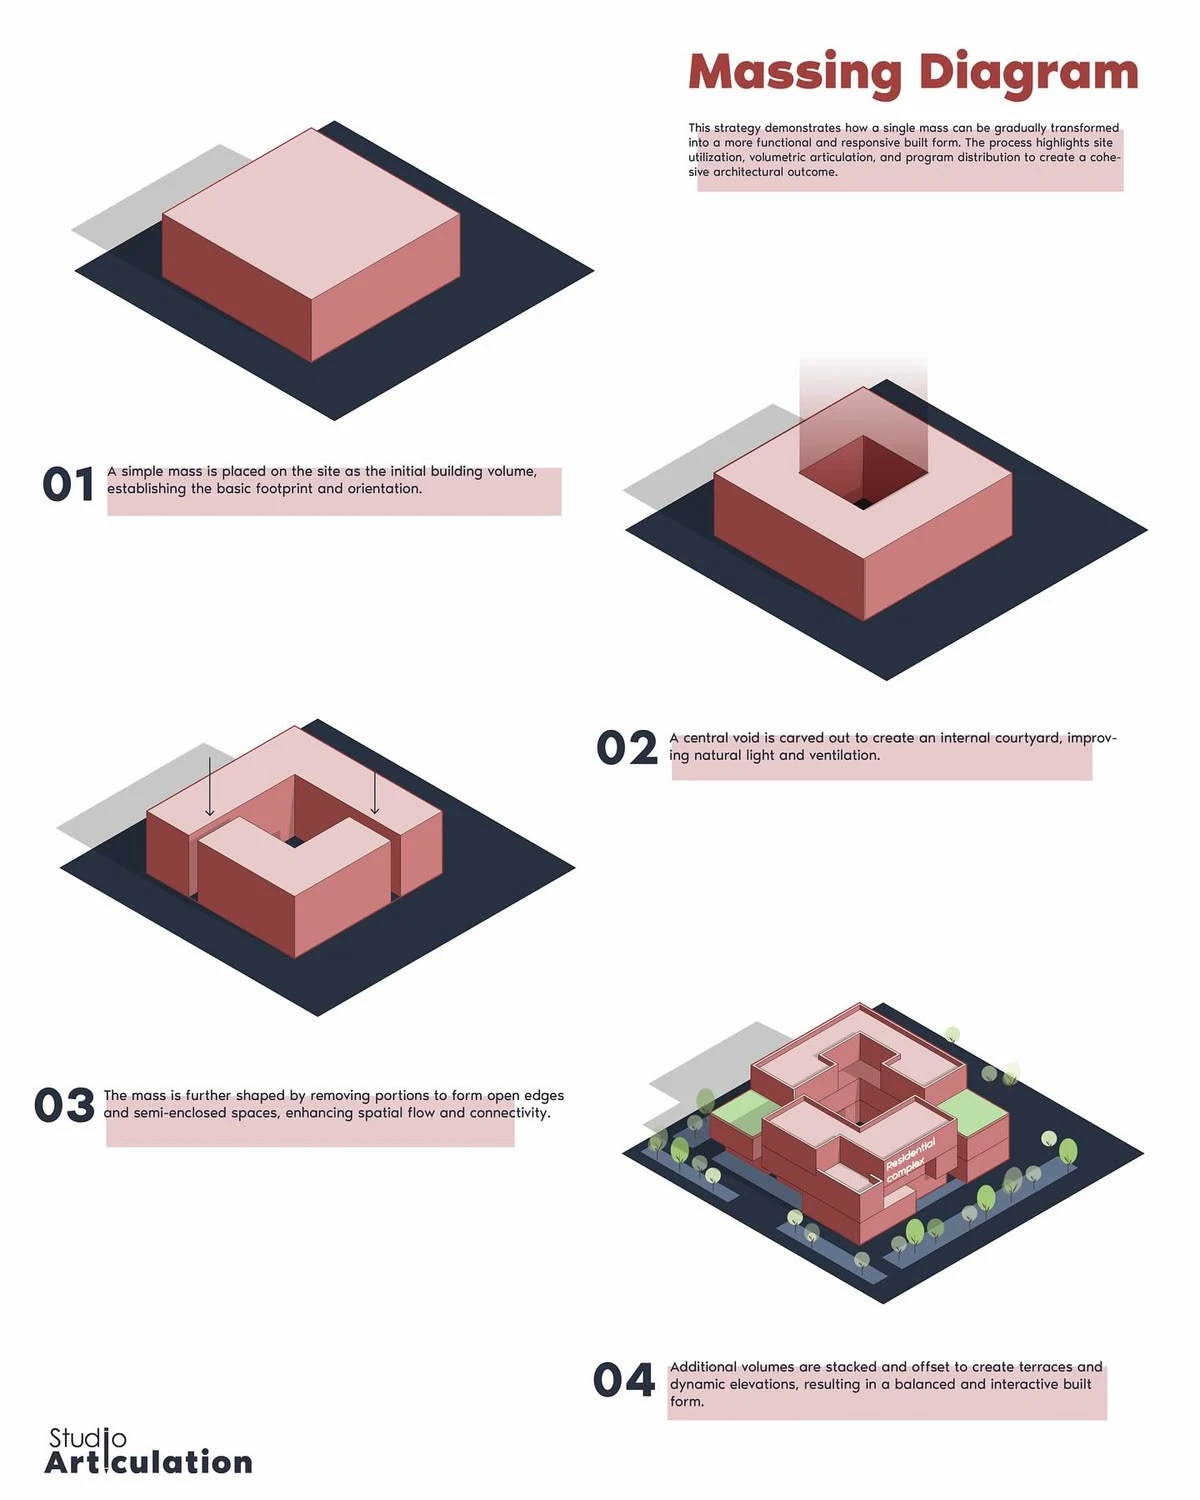 Massing Diagram
This strategy demonstrates how a single mass can be gradually transformed
into a more functional and responsive built form. The process highlights site
utilization, volumetric articulation, and program distribution to create a cohe-
sive architectural outcome.
01
A simple mass is placed on the site as the initial building volume,
establishing the basic footprint and orientation.
02
A central void is carved out to create an internal courtyard, improv-
ing natural light and ventilation.
03
The mass is further shaped by removing portions to form open edges
and semi-enclosed spaces, enhancing spatial flow and connectivity.
Residential
complex
04
Additional volumes are stacked and offset to create terraces and
dynamic elevations, resulting in a balanced and interactive built
form.
Studio
Articulation